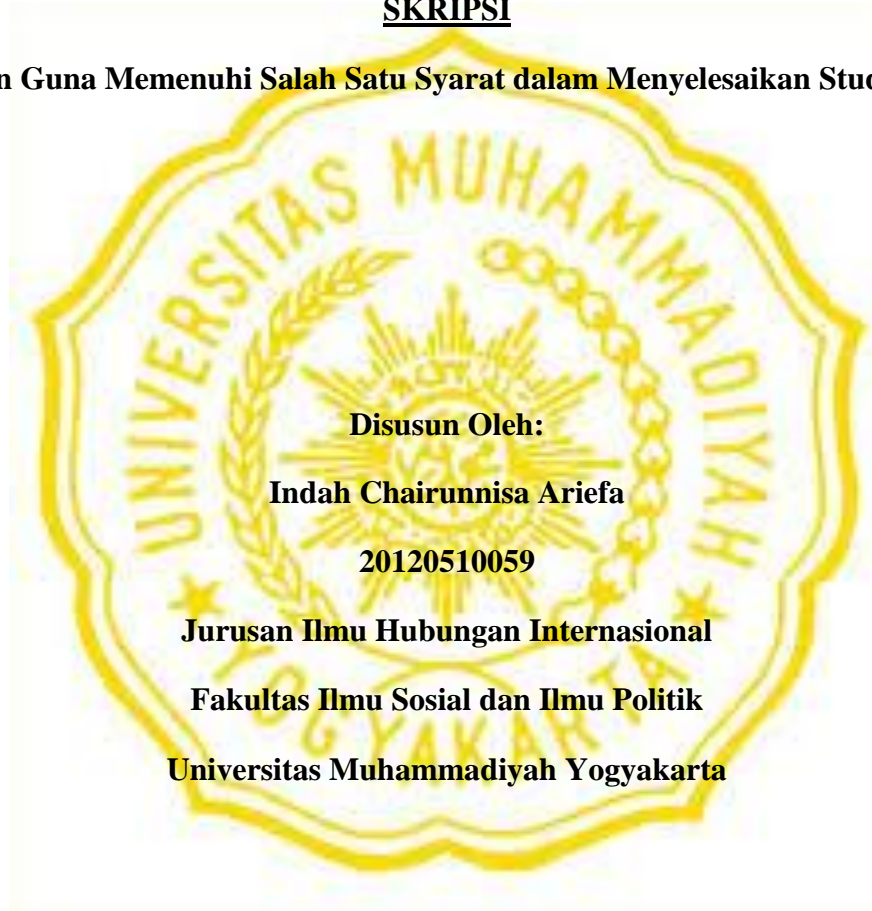 SKRIPSI
n Guna Memenuhi Salah Satu Syarat dalam Menyelesaikan Stud
UNIVERSITAS MUHAMMADIYAH
YOGYAKARTA
Disusun Oleh:
Indah Chairunnisa Ariefa
20120510059
Jurusan Ilmu Hubungan Internasional
Fakultas Ilmu Sosial dan Ilmu Politik
Universitas Muhammadiyah Yogyakarta